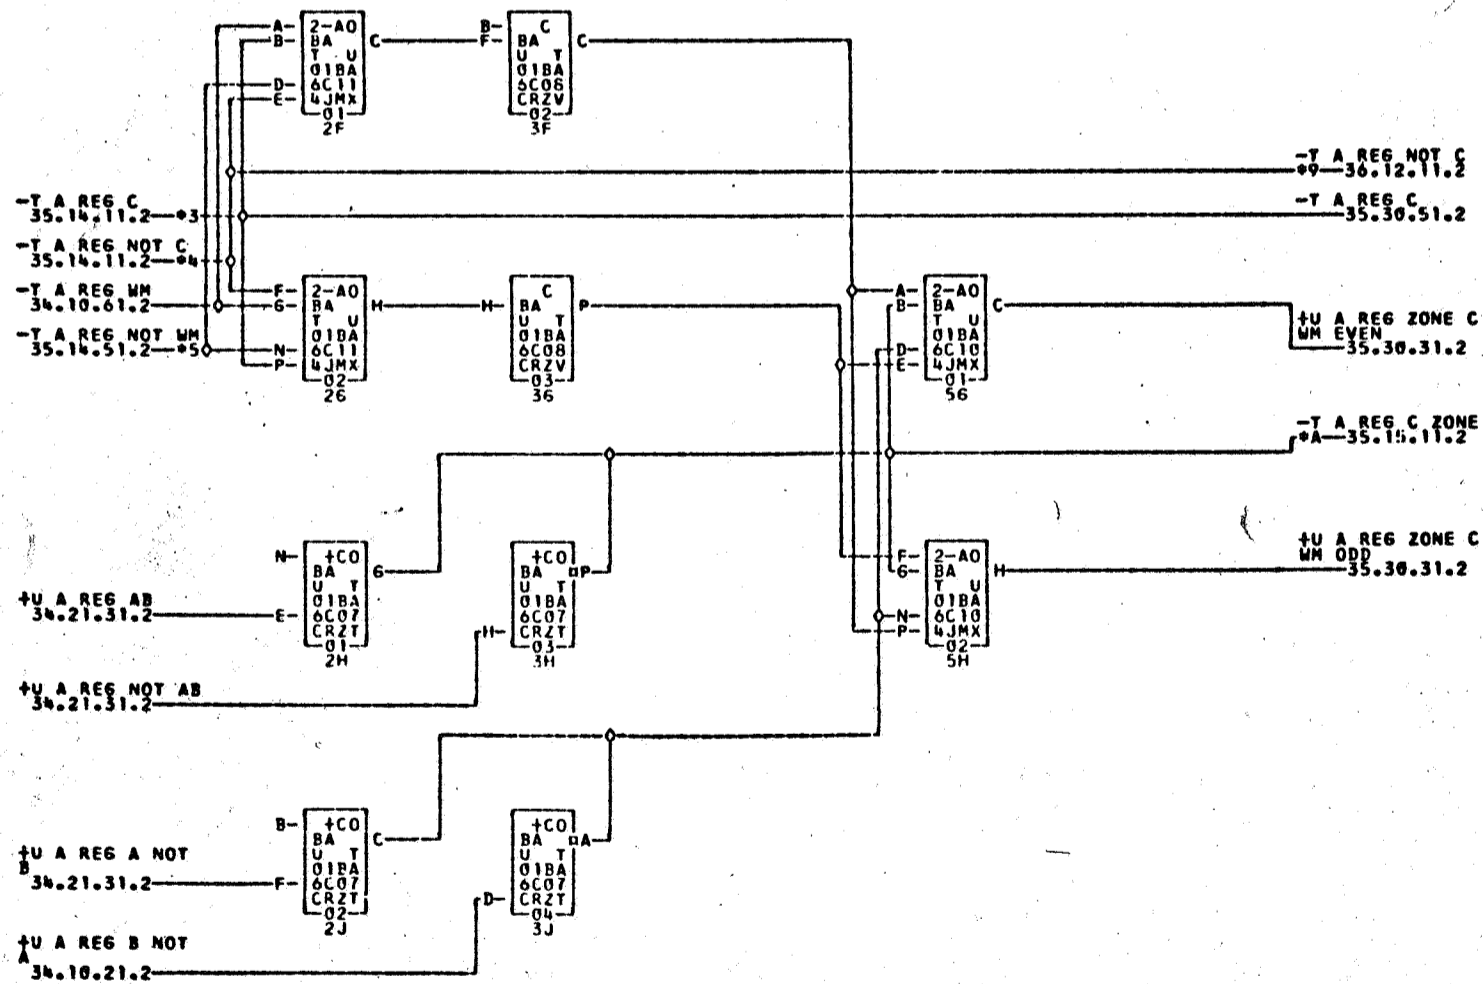 A- 2-AO
B- BA C
T U
01BA
D- 6C11
E- 4JMX
01
2F
B- C
F- BA C
U T
01BA
6C08
CRZV
02
3F
-T A REG NOT C
*9—36.12.11.2
-T A REG C
35.14.11.2—*3
-T A REG C
35.30.51.2
-T A REG NOT C
35.14.11.2—*4
-T A REG WM
34.10.61.2
-T A REG NOT WM
35.14.51.2—*5
F- 2-AO
G- BA H
T U
01BA
N- 6C11
P- 4JMX
02
2G
C
H- BA P
U T
01BA
6C08
CRZV
03
3G
A- 2-AO
B- BA C
T U
01BA
D- 6C10
E- 4JMX
01
5G
+U A REG ZONE C
WM EVEN
35.30.31.2
-T A REG C ZONE
*A—35.15.11.2
N- +CO
BA G
U T
01BA
E- 6C07
CRZT
01
2H
+U A REG AB
34.21.31.2
+CO
BA P
U T
01BA
6C07
H- CRZT
03
3H
F- 2-AO
G- BA H
T U
01BA
N- 6C10
P- 4JMX
02
5H
+U A REG ZONE C
WM ODD
35.30.31.2
+U A REG NOT AB
34.21.31.2
B- +CO
BA C
U T
01BA
F- 6C07
CRZT
02
2J
+U A REG A NOT
B
34.21.31.2
+CO
BA A
U T
01BA
6C07
D- CRZT
04
3J
+U A REG B NOT
A
34.10.21.2